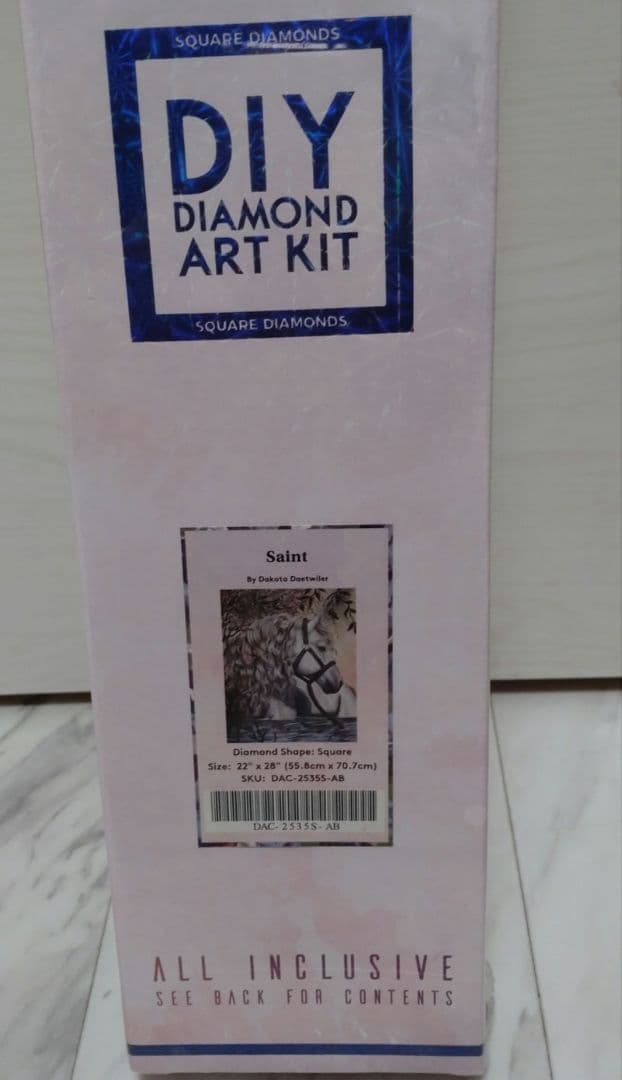 SQUARE DIAMONDS
DIY
DIAMOND
ART KIT
SQUARE DIAMONDS
Saint
By Dakota Daetwiler
Diamond Shape: Square
Size: 22" x 28" (55.8cm x 70.7cm)
SKU: DAC-2535S-AB
DAC-2535S-AB
ALL INCLUSIVE
SEE BACK FOR CONTENTS